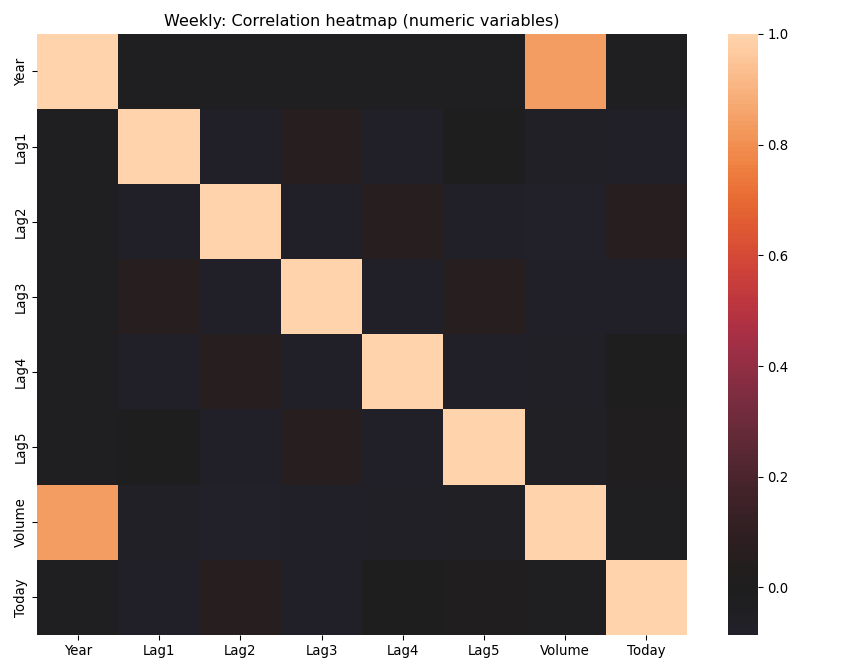 Weekly: Correlation heatmap (numeric variables)
Year
Lag1
Lag2
Lag3
Lag4
Lag5
Volume
Today
Year Lag1 Lag2 Lag3 Lag4 Lag5 Volume Today
1.0
0.8
0.6
0.4
0.2
0.0